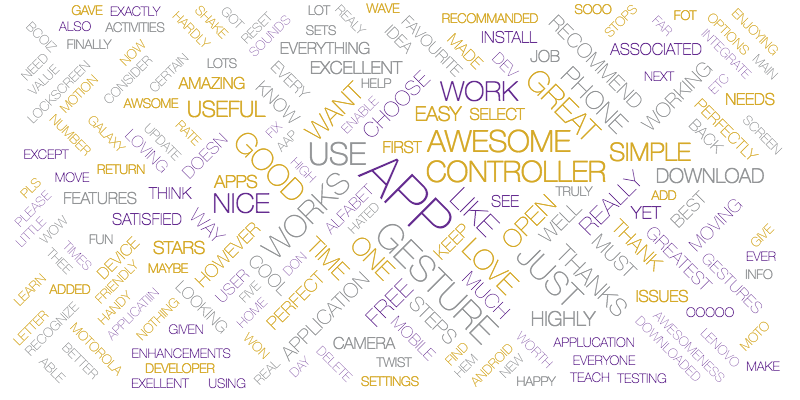 GAVE
EXACTLY
ALSO
ACTIVITIES
HARDLY
SHAKE
GOT
RESET
SOUNDS
LOT
REALY
SETS
WAVE
IDEA
FAVOURITE
RECOMMANDED
SOOO
STOPS
FAR
FOT
OPTIONS
ENJOYING
MAIN
INTEGRATE
BCOIZ
FINALLY
NEED
VALUE
LOCKSCREEN
MOTION
NOW
CONSIDER
CERTAIN
LOTS
EVERYTHING
EXCELLENT
EVERY
HELP
MADE
INSTALL
DEV
JOB
RECOMMEND
ASSOCIATED
NEXT
ETC
AMAZING
AWSOME
USEFUL
KNOW
WANT
ENABLE
CHOOSE
WORK
GREAT
PHONE
WORKING
NEEDS
PERFECTLY
BACK
SCREEN
NUMBER
GALAXY
UPDATE
RATE
FIX
AAP
EASY
SELECT
EXCEPT
LOVING
DOESN
GOOD
HIGH
USE
FIRST
AWESOME
SIMPLE
MOVE
RETURN
APPS
APP
CONTROLLER
DOWNLOAD
PLS
PLEASE
LITTLE
FEATURES
THINK
NICE
WORKS
ALFABET
HATED
LIKE
SEE
TRULY
REALLY
ADD
YET
BEST
MOVING
WOW
SATISFIED
WAY
OPEN
WELL
FUN
THEE
TIMES
DEVICE
STARS
HOWEVER
TIME
ONE
GESTURE
KEEP
LOVE
JUST
MUST
THANK
GREATEST
GESTURES
GIVE
EVER
INFO
MAYBE
FRIENDLY
COOL
DON
USER
FIVE
HOME
PERFECT
MUCH
THANKS
LEARN
ADDED
HANDY
APPLICATIN
LOOKING
APPLICATION
FREE
STEPS
ISSUES
LETTER
RECOGNIZE
NOTHING
GIVEN
MOBILE
HIGHLY
OOOOO
AWESOMENESS
DOWNLOADED
LENOVO
MOTO
MOTOROLA
BETTER
ABLE
ENHANCEMENTS
WON
CAMERA
FIND
WORTH
APPLUCATION
DEVELOPER
REAL
DAY
DELETE
TWIST
HEM
ANDROID
NEW
EVERYONE
MAKE
EXELLENT
USING
SETTINGS
HAPPY
TEACH
TESTING